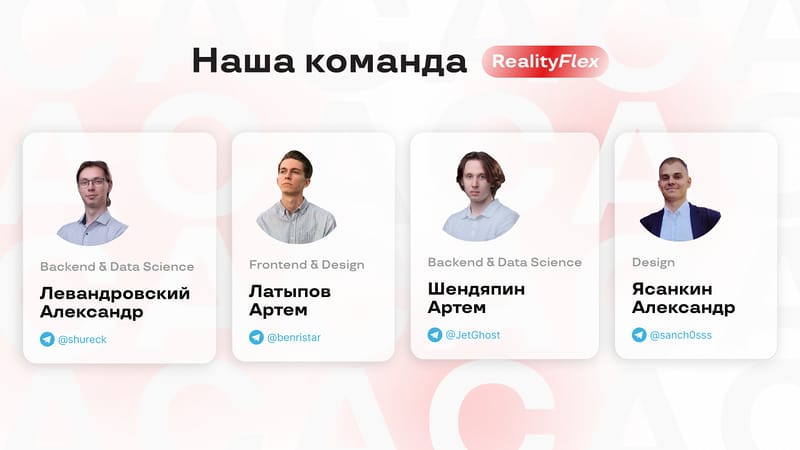 Наша команда RealityFlex
Backend & Data Science
Левандровский
Александр
@shureck
Frontend & Design
Латыпов
Артем
@benristar
Backend & Data Science
Шендяпин
Артем
@JetGhost
Design
Ясанкин
Александр
@sanch0sss